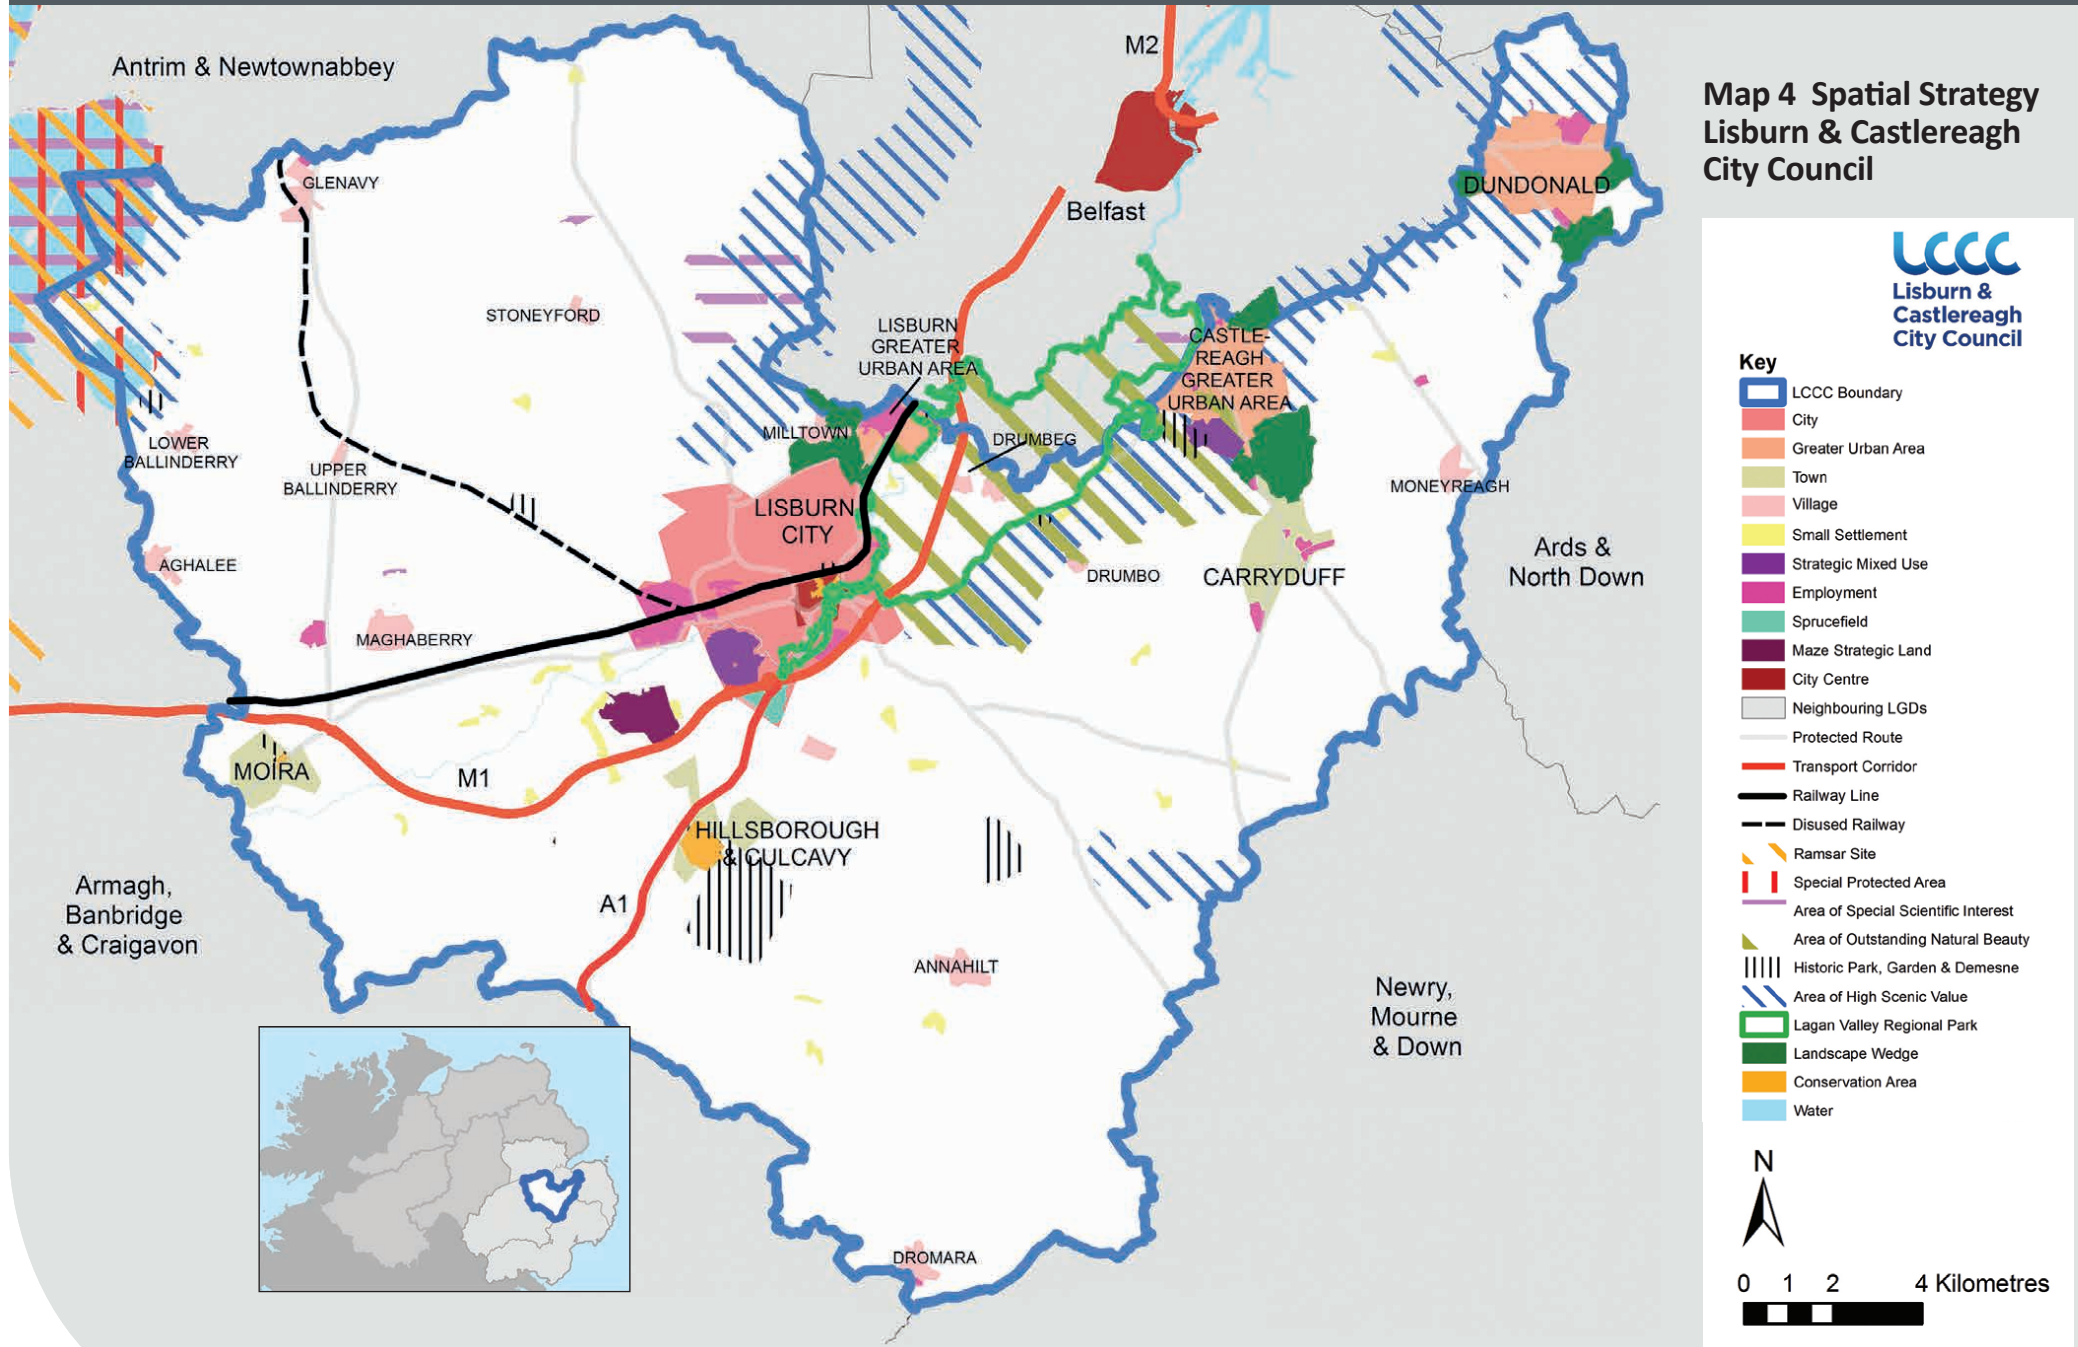 Antrim & Newtownabbey
M2
Map 4 Spatial Strategy
Lisburn & Castlereagh
City Council
GLENAVY
Belfast
DUNDONALD
STONEYFORD
LISBURN
GREATER
URBAN AREA
CASTLE-
REAGH
GREATER
URBAN AREA
MILLTOWN
DRUMBEG
LOWER
BALLINDERRY
UPPER
BALLINDERRY
MONEYREAGH
LISBURN
CITY
AGHALEE
DRUMBO
CARRYDUFF
Ards &
North Down
MAGHABERRY
MOIRA
M1
HILLSBOROUGH
& CULCAVY
A1
Armagh,
Banbridge
& Craigavon
ANNAHILT
Newry,
Mourne
& Down
DROMARA
LCCC
Lisburn &
Castlereagh
City Council
Key
LCCC Boundary
City
Greater Urban Area
Town
Village
Small Settlement
Strategic Mixed Use
Employment
Sprucefield
Maze Strategic Land
City Centre
Neighbouring LGDs
Protected Route
Transport Corridor
Railway Line
Disused Railway
Ramsar Site
Special Protected Area
Area of Special Scientific Interest
Area of Outstanding Natural Beauty
Historic Park, Garden & Demesne
Area of High Scenic Value
Lagan Valley Regional Park
Landscape Wedge
Conservation Area
Water
N
0 1 2 4 Kilometres